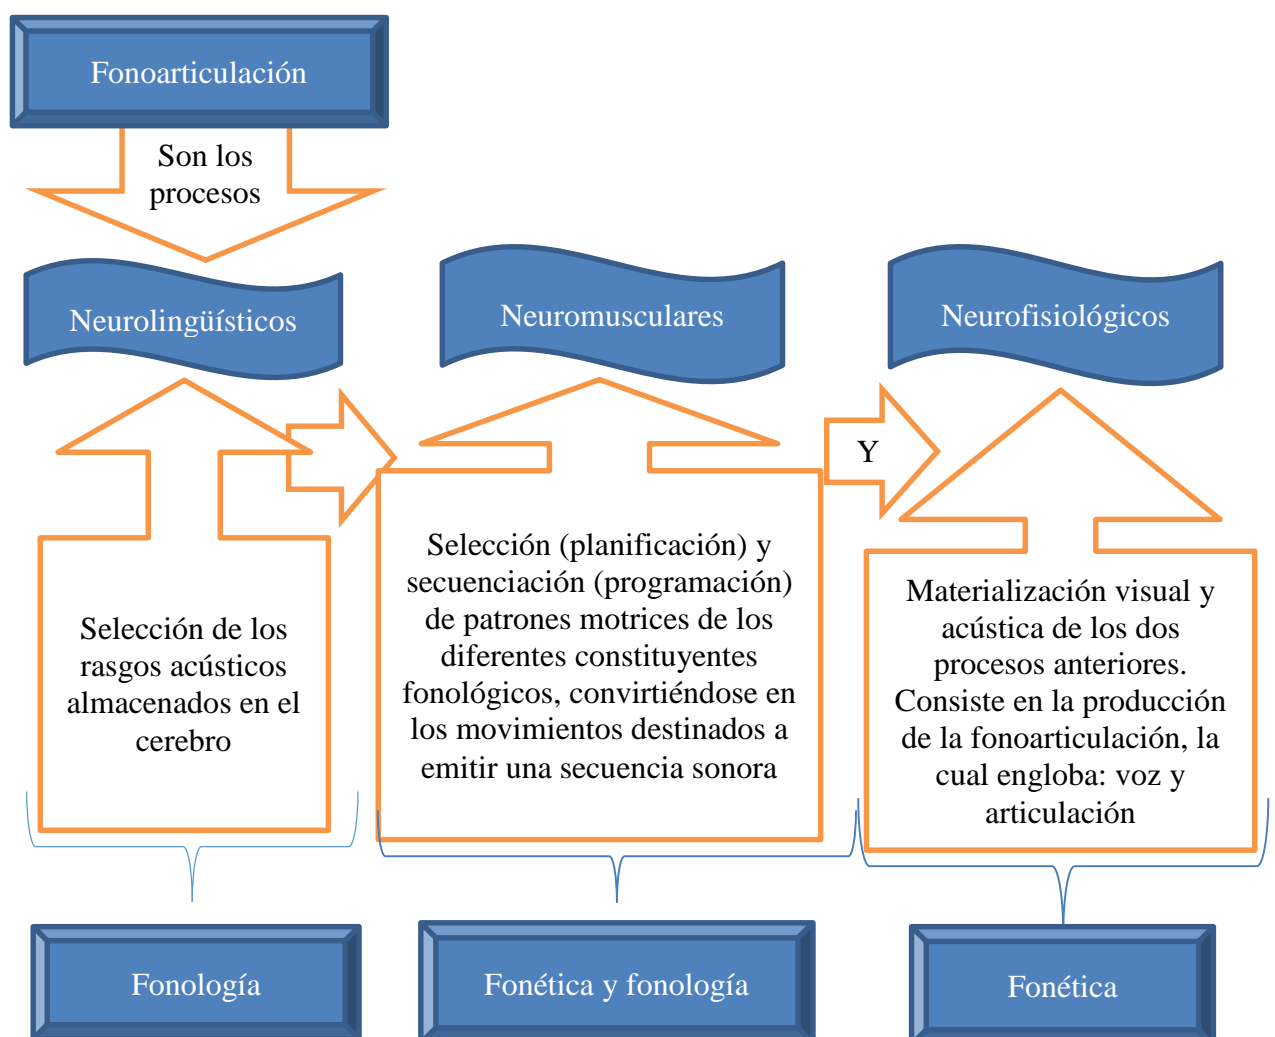 Fonoarticulación
Son los
procesos
Neurolingüísticos
Neuromusculares
Neurofisiológicos
Y
Selección de los
rasgos acústicos
almacenados en el
cerebro
Selección (planificación) y
secuenciación (programación)
de patrones motrices de los
diferentes constituyentes
fonológicos, convirtiéndose en
los movimientos destinados a
emitir una secuencia sonora
Materialización visual y
acústica de los dos
procesos anteriores.
Consiste en la producción
de la fonoarticulación, la
cual engloba: voz y
articulación
Fonología
Fonética y fonología
Fonética